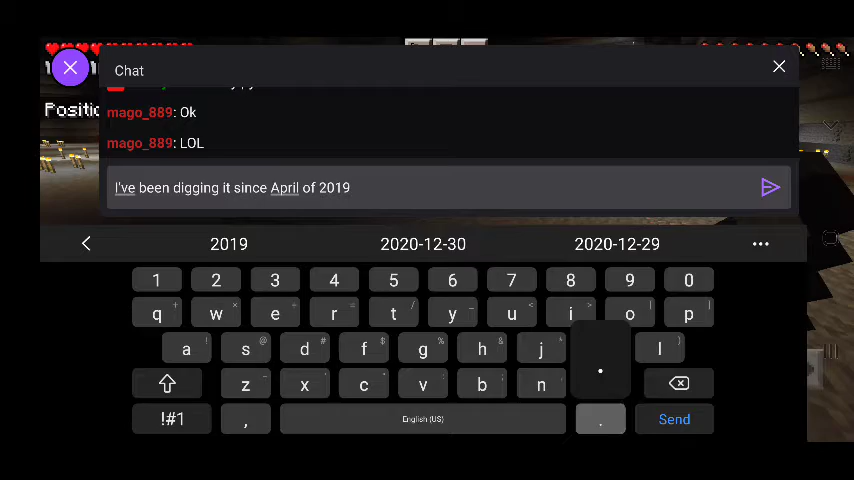 Chat
Positio
mago_889: Ok
mago_889: LOL
I've been digging it since April of 2019
2019 2020-12-30 2020-12-29 •••
1 2 3 4 5 6 7 8 9 0
q w e r t y u i o p
a s d f g h j l
z x c v b n .
!#1 , English (US) . Send